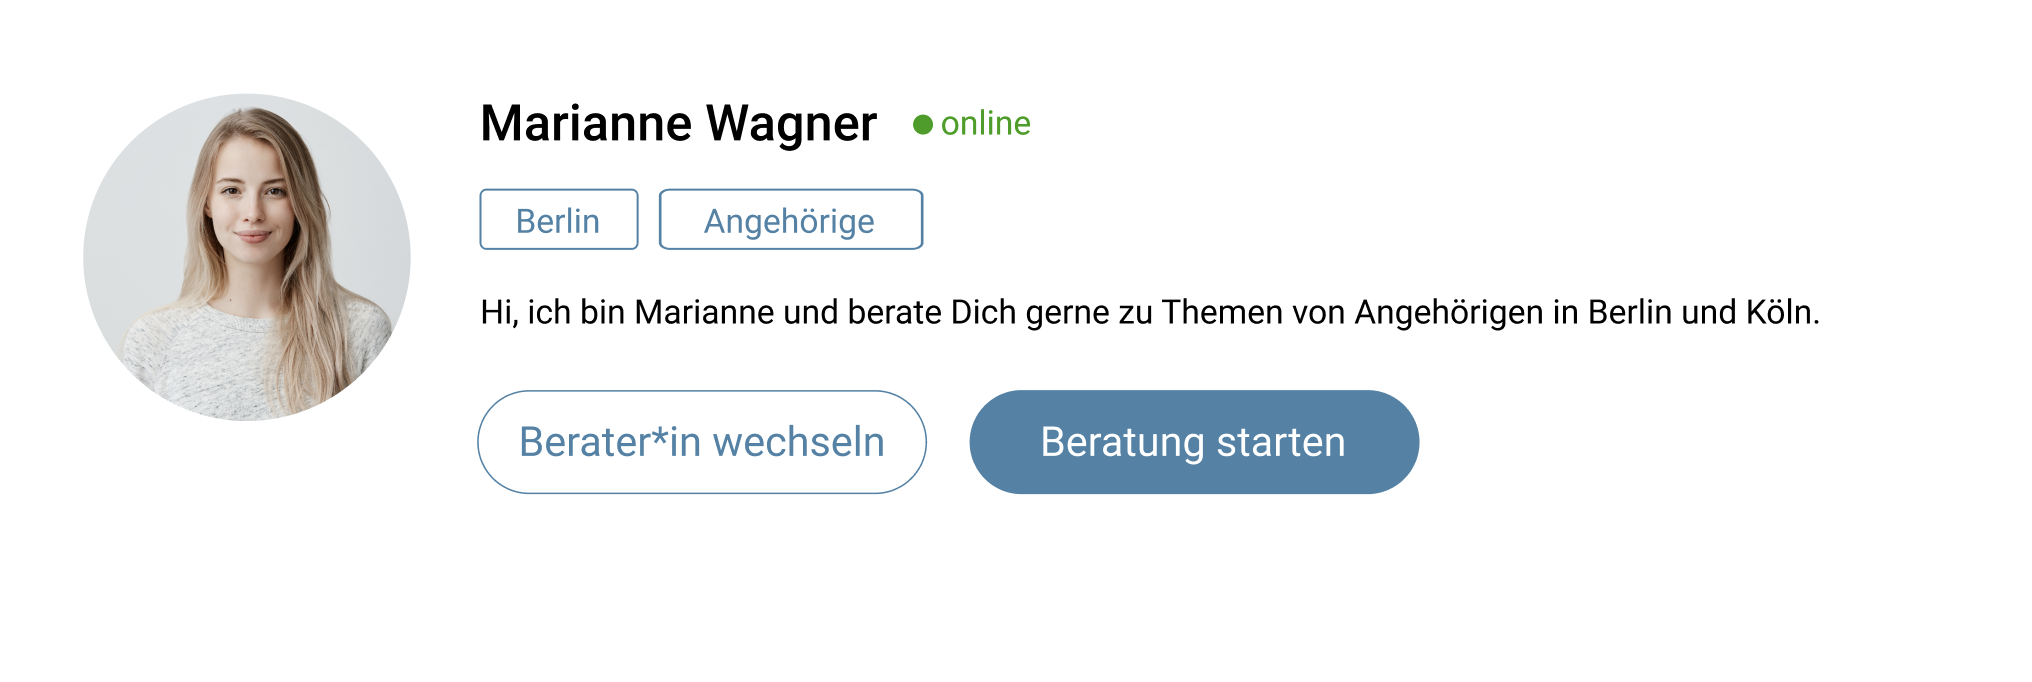 Marianne Wagner online
Berlin Angehörige
Hi, ich bin Marianne und berate Dich gerne zu Themen von Angehörigen in Berlin und Köln.
Berater*in wechseln Beratung starten